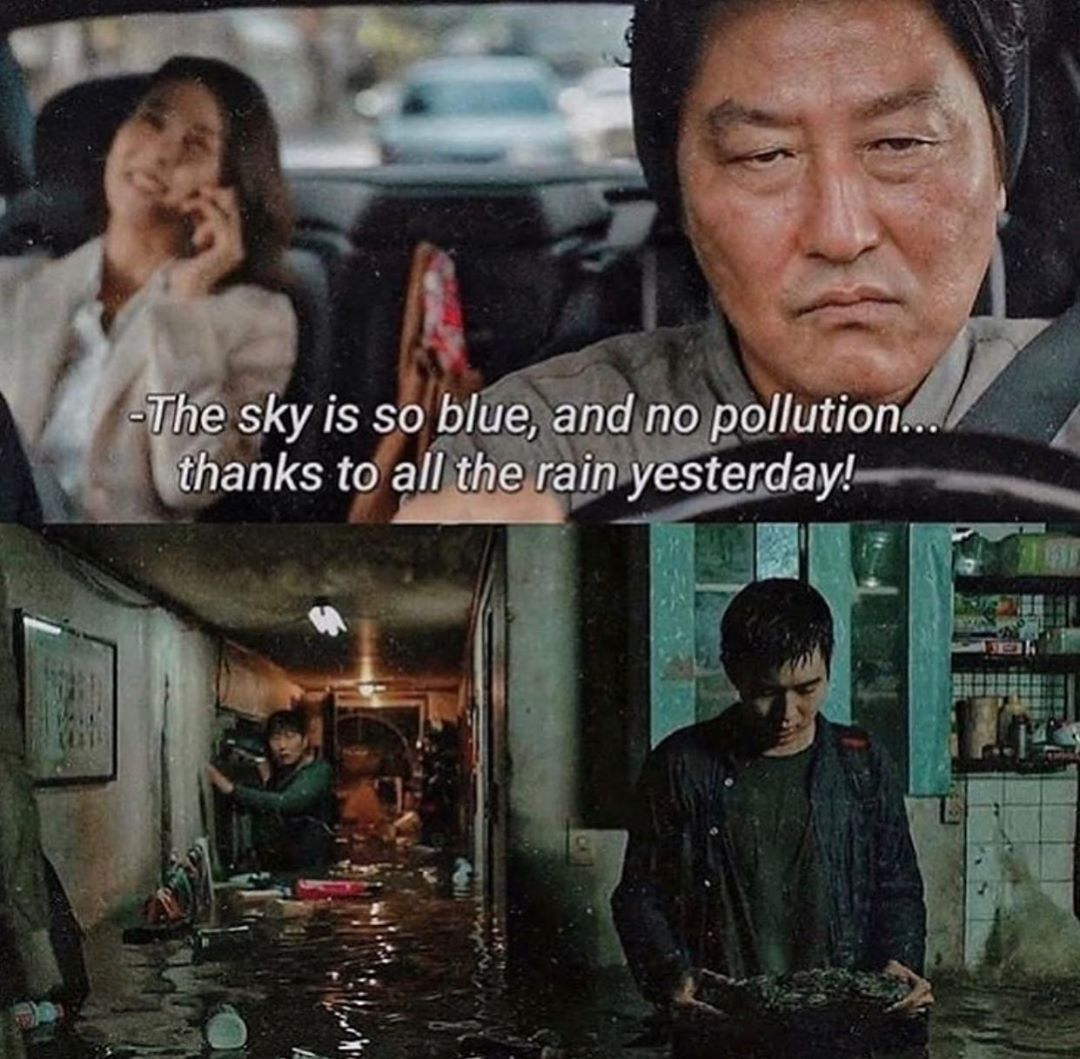 -The sky is so blue, and no pollution...
thanks to all the rain yesterday!